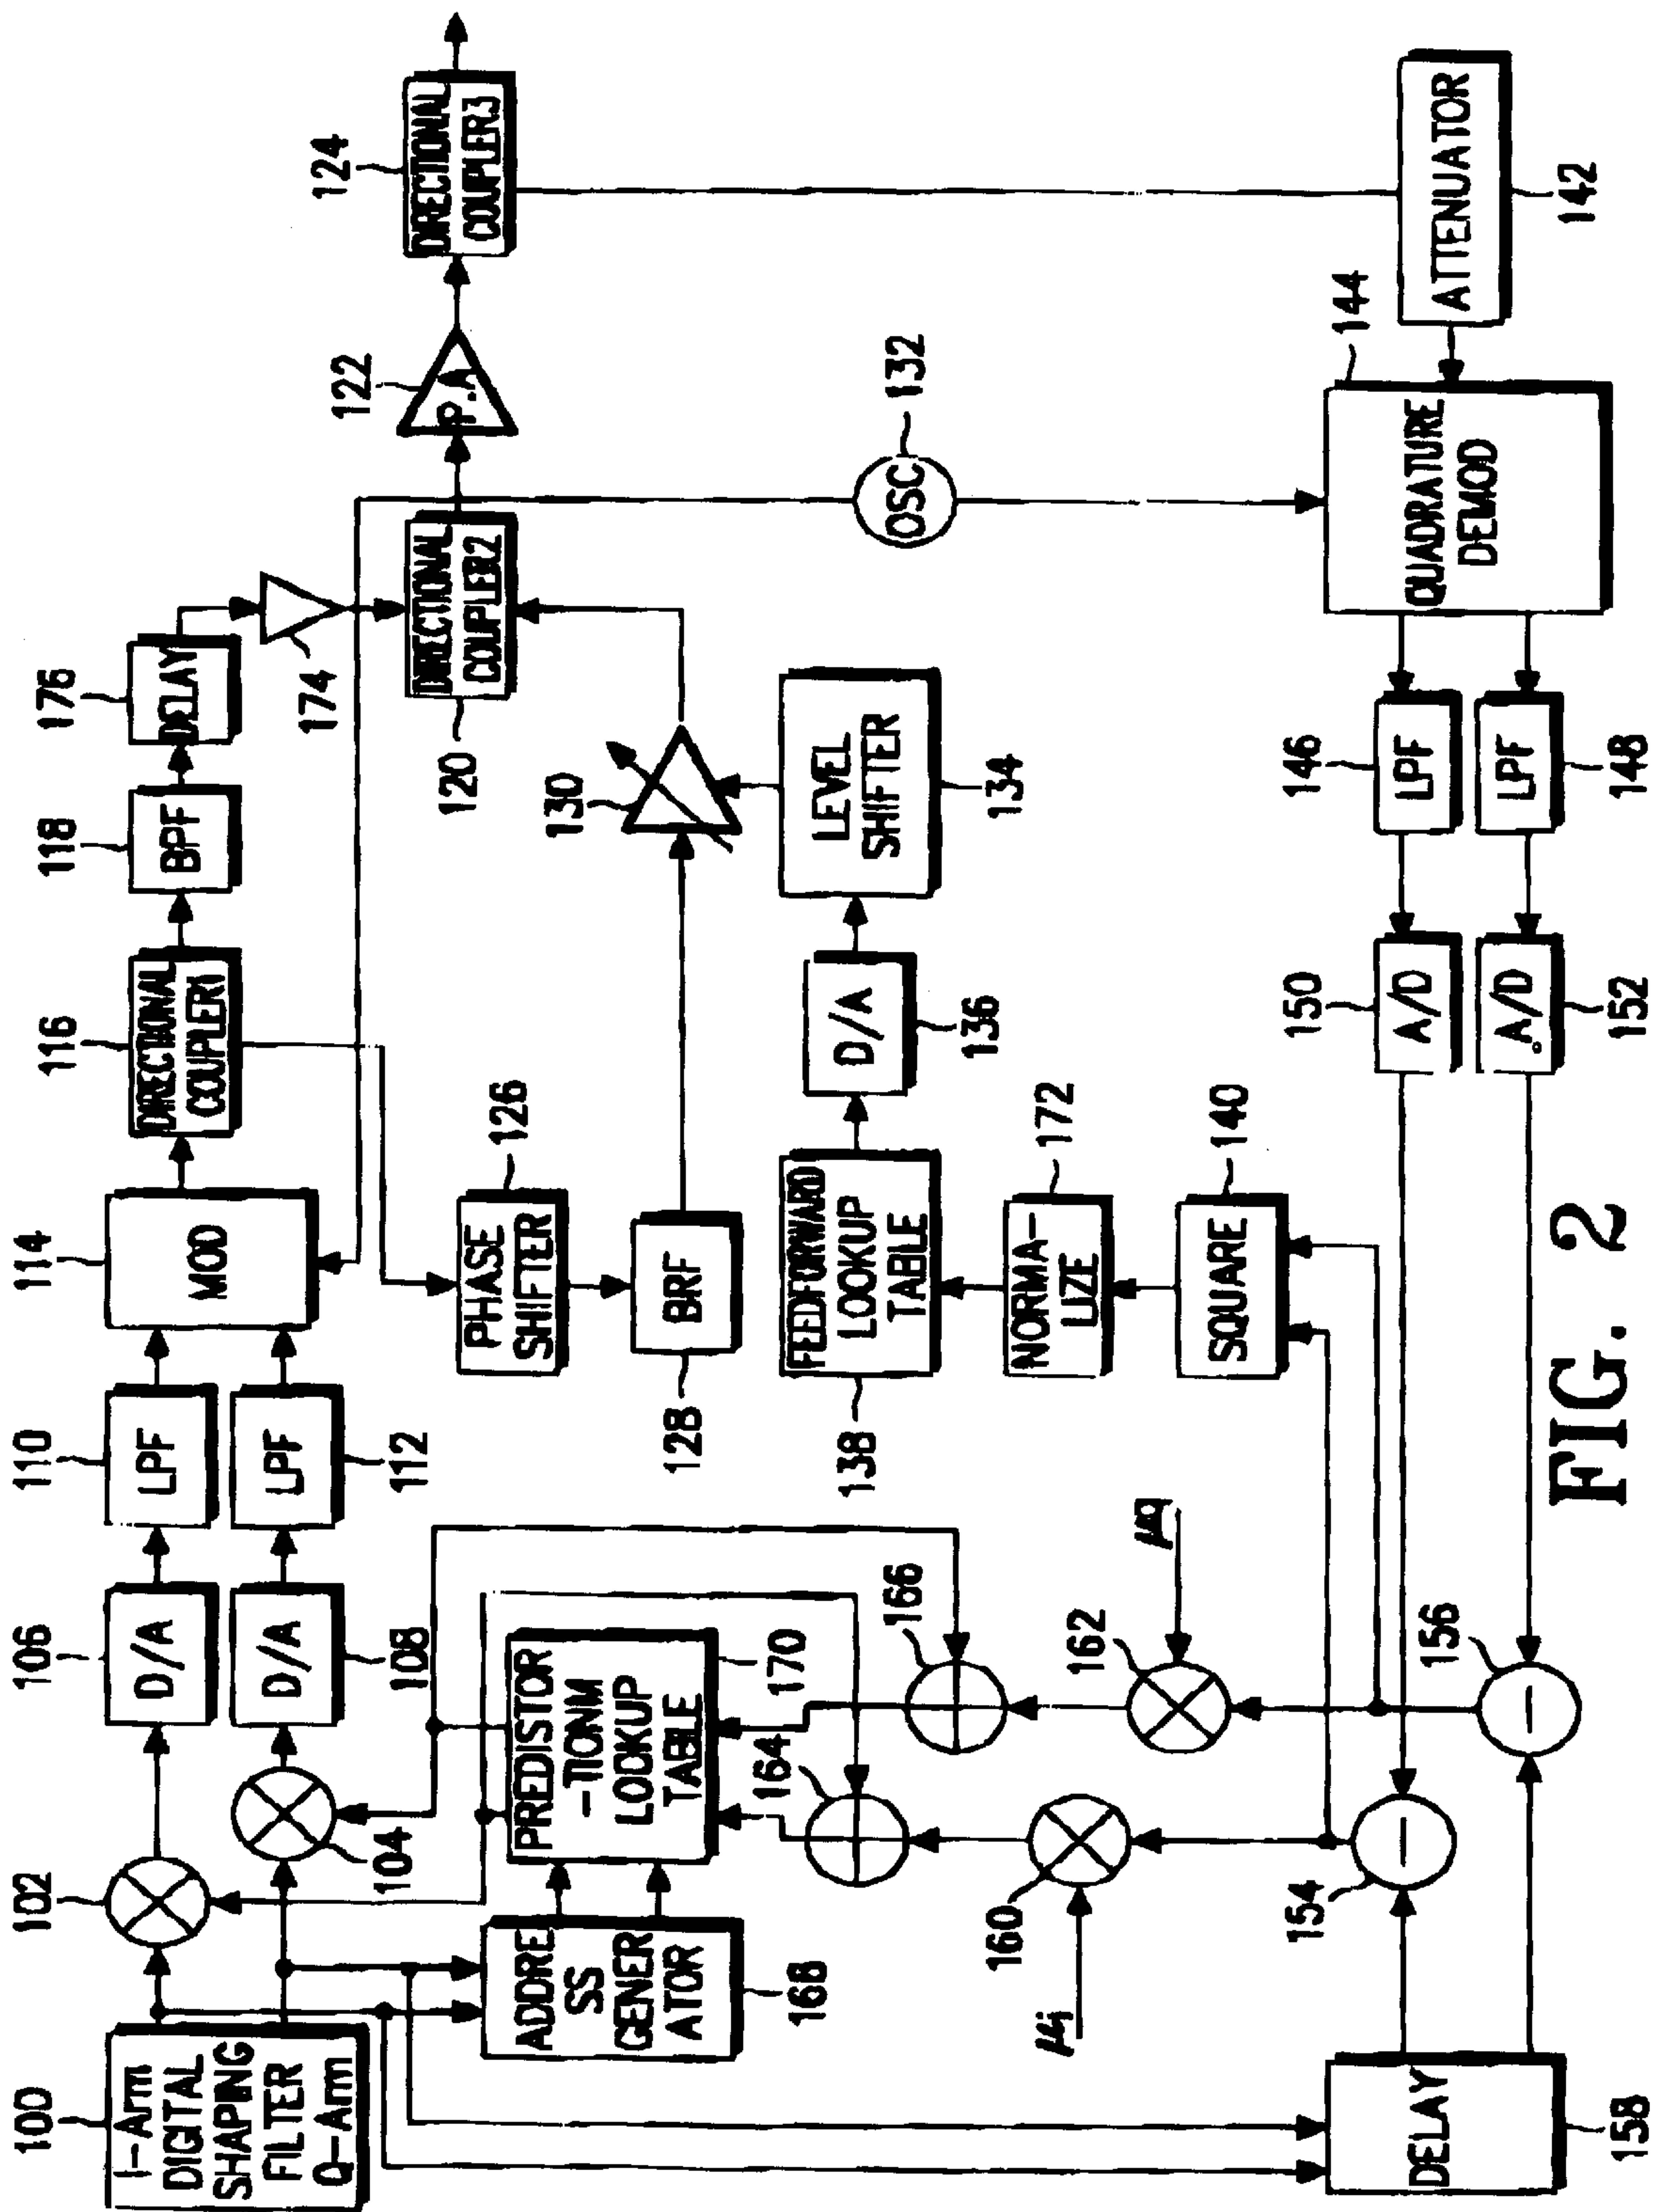 100
I-Arm
DIGITAL
SHAPING
FILTER
Q-Arm
102
104
106
D/A
D/A
108
110
LPF
LPF
112
114
MOD
116
DIRECTIONAL
COUPLER1
118
BPF
176
DELAY
174
DIRECTIONAL
COUPLER2
120
122
P.A
124
DIRECTIONAL
COUPLER3
ADDRE
SS
GENER
ATOR
168
PREDISTOR
-TIONM
LOOKUP
TABLE
170
PHASE
SHIFTER
126
BRF
128
130
OSC
132
FEEDFORWARD
LOOKUP
TABLE
138
D/A
136
LEVEL
SHIFTER
134
164
166
NORMA-
LIZE
172
μi
160
162
μq
SQUARE
140
DELAY
158
154
156
150
A/D
A/D
152
146
LPF
LPF
148
144
QUADRATURE
DEMOD
ATTENUATOR
142
FIG. 2